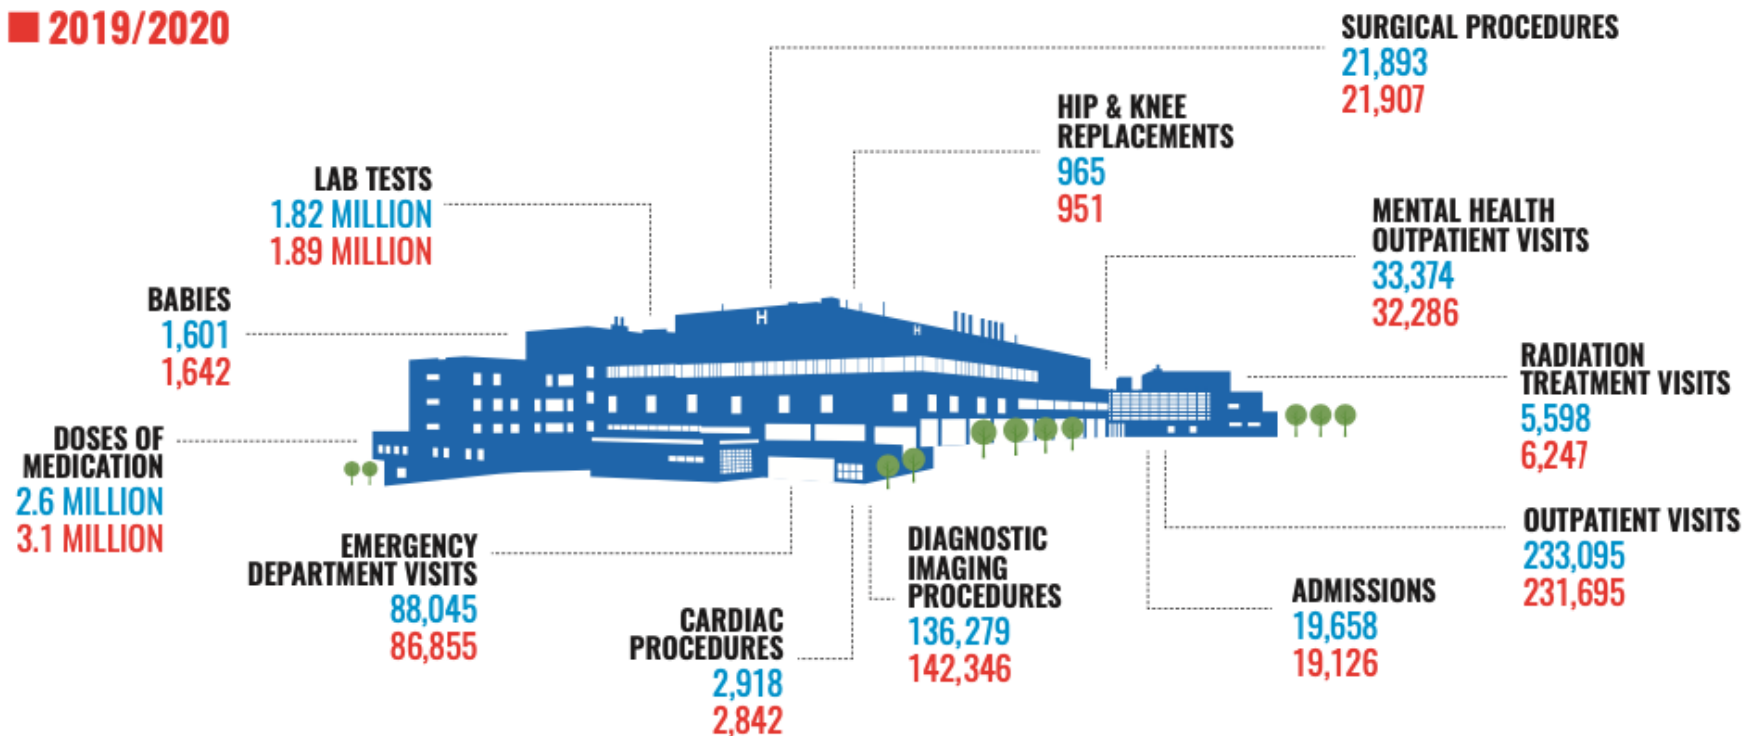 2019/2020
SURGICAL PROCEDURES
21,893
21,907
HIP & KNEE
REPLACEMENTS
965
951
LAB TESTS
1.82 MILLION
1.89 MILLION
MENTAL HEALTH
OUTPATIENT VISITS
33,374
32,286
BABIES
1,601
1,642
RADIATION
TREATMENT VISITS
5,598
6,247
DOSES OF
MEDICATION
2.6 MILLION
3.1 MILLION
EMERGENCY
DEPARTMENT VISITS
88,045
86,855
CARDIAC
PROCEDURES
2,918
2,842
DIAGNOSTIC
IMAGING
PROCEDURES
136,279
142,346
ADMISSIONS
19,658
19,126
OUTPATIENT VISITS
233,095
231,695
H
H